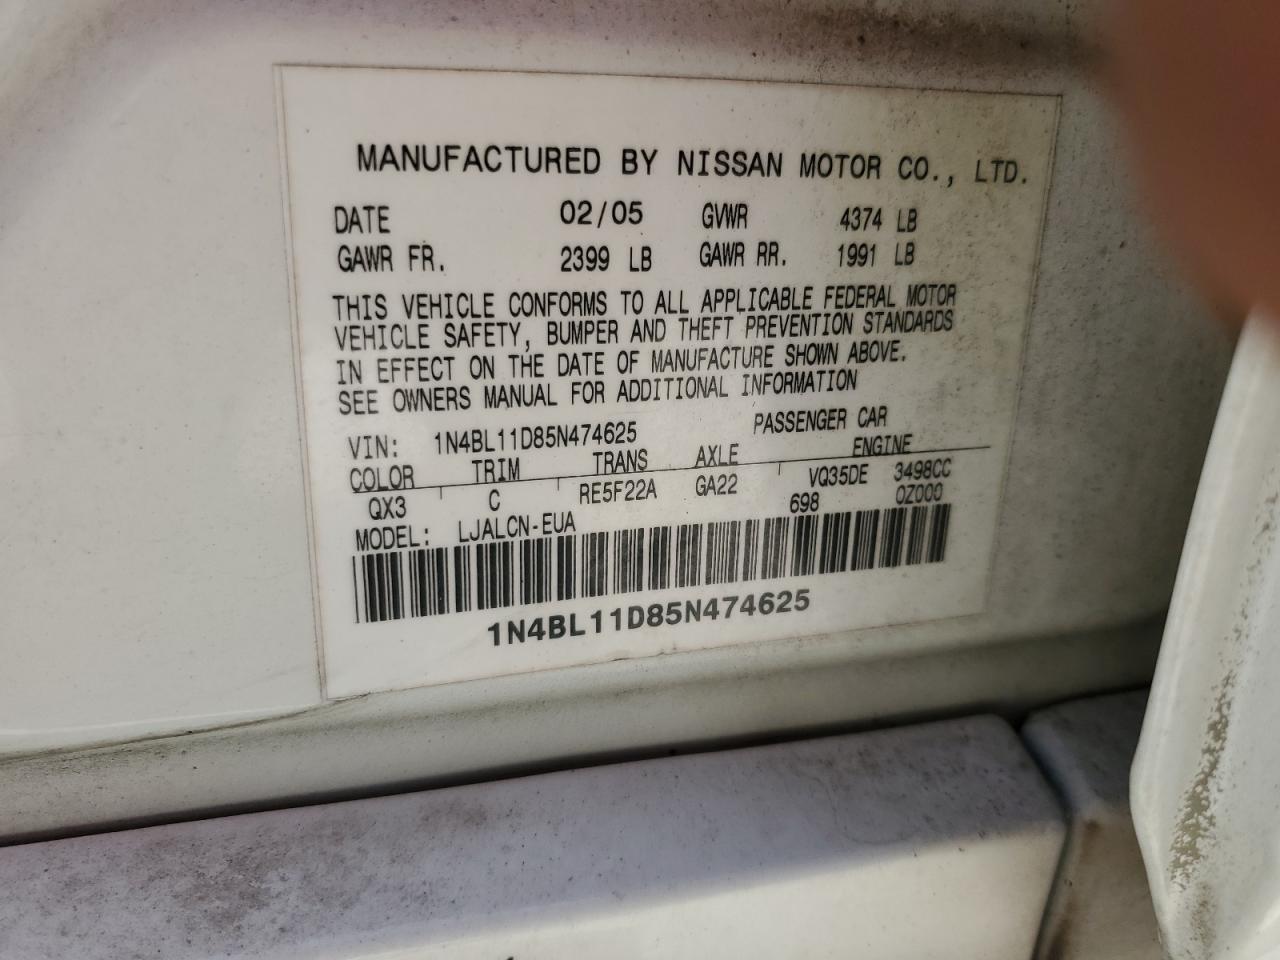 MANUFACTURED BY NISSAN MOTOR CO., LTD.
DATE 02/05 GVWR 4374 LB
GAWR FR. 2399 LB GAWR RR. 1991 LB
THIS VEHICLE CONFORMS TO ALL APPLICABLE FEDERAL MOTOR
VEHICLE SAFETY, BUMPER AND THEFT PREVENTION STANDARDS
IN EFFECT ON THE DATE OF MANUFACTURE SHOWN ABOVE.
SEE OWNERS MANUAL FOR ADDITIONAL INFORMATION
VIN: 1N4BL11D85N474625 PASSENGER CAR
COLOR TRIM TRANS AXLE ENGINE
QX3 C RE5F22A GA22 VQ35DE 3498CC
MODEL: LJALCN-EUA 698 0Z000
1N4BL11D85N474625